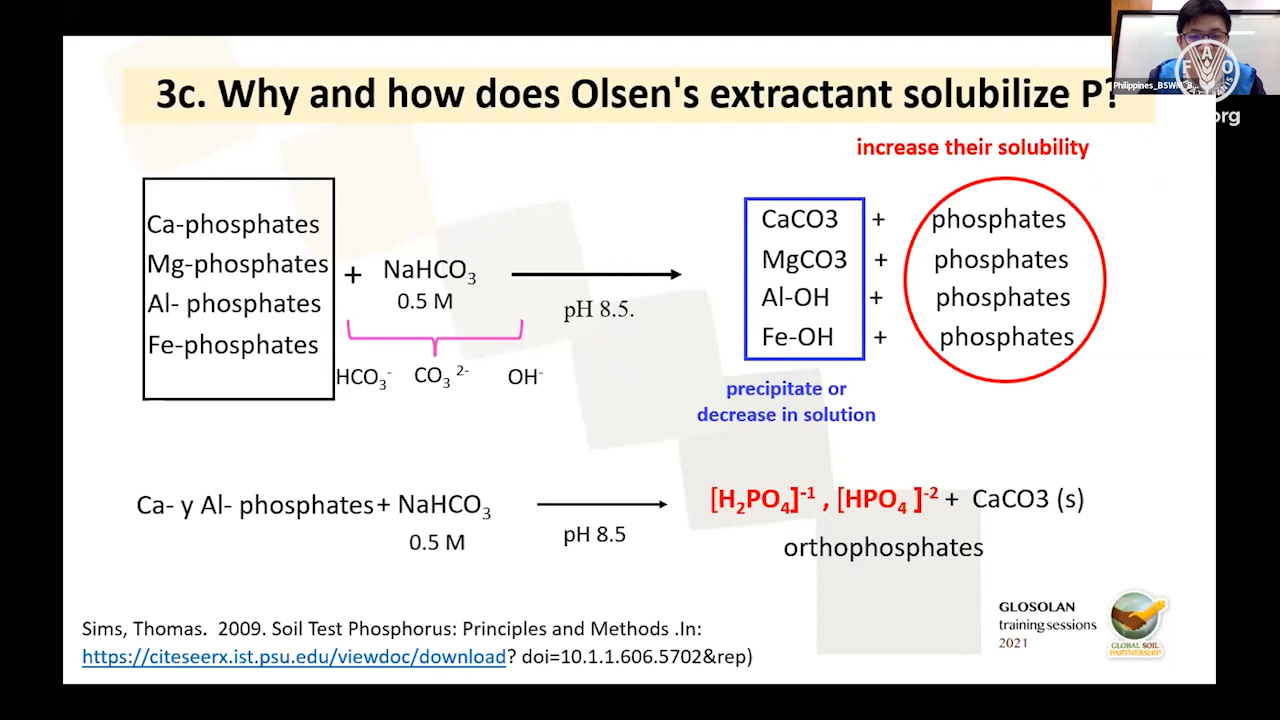 3c. Why and how does Olsen's extractant solubilize P?
Philippines_BSWM_B...
FAO
.org
increase their solubility
Ca-phosphates
Mg-phosphates
Al- phosphates
Fe-phosphates
+ NaHCO3
0.5 M
pH 8.5.
HCO3- CO3 2- OH-
CaCO3 + phosphates
MgCO3 + phosphates
Al-OH + phosphates
Fe-OH + phosphates
precipitate or
decrease in solution
Ca- y Al- phosphates + NaHCO3
0.5 M
pH 8.5
[H2PO4]-1 , [HPO4 ]-2 + CaCO3 (s)
orthophosphates
Sims, Thomas. 2009. Soil Test Phosphorus: Principles and Methods .In:
https://citeseerx.ist.psu.edu/viewdoc/download? doi=10.1.1.606.5702&rep)
GLOSOLAN
training sessions
2021
GLOBAL SOIL
PARTNERSHIP